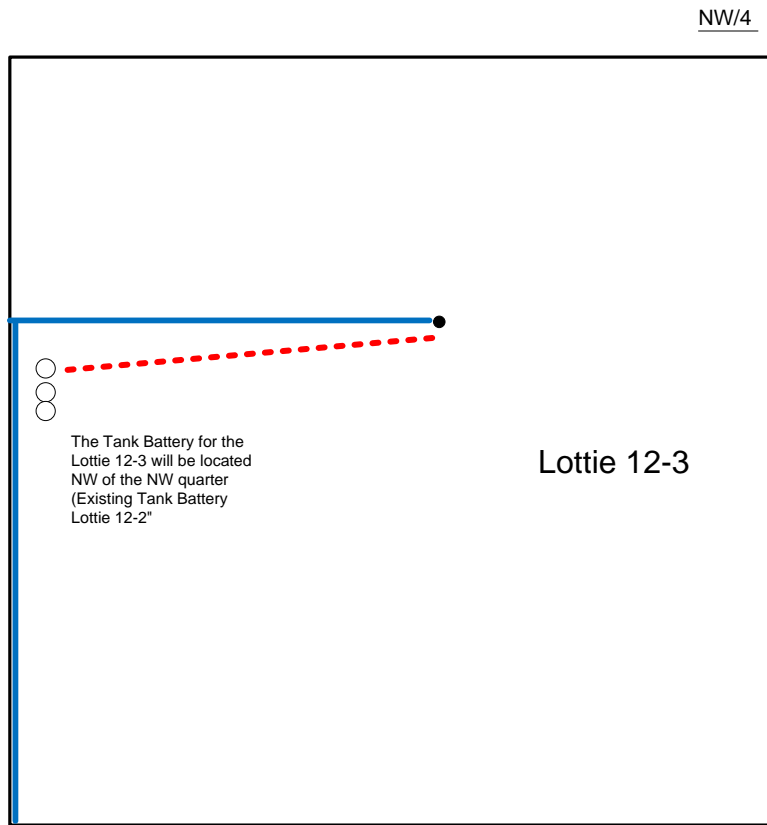 NW/4
The Tank Battery for the
Lottie 12-3 will be located
NW of the NW quarter
(Existing Tank Battery
Lottie 12-2"
Lottie 12-3